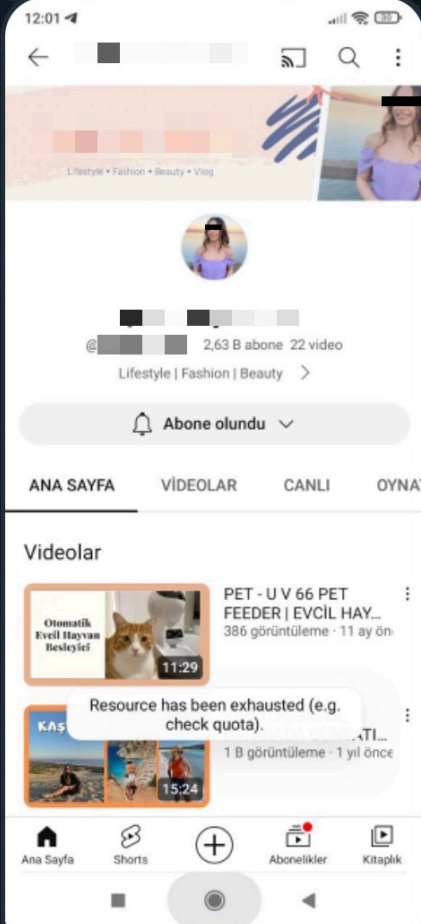 12:01
30
Lifestyle • Fashion • Beauty • Vlog
@
2,63 B abone 22 video
Lifestyle | Fashion | Beauty
Abone olundu
ANA SAYFA VİDEOLAR CANLI OYNA
Videolar
Otomatik
Evcil Hayvan
Besleyici
11:29
PET - U V 66 PET
FEEDER | EVCİL HAY...
386 görüntüleme · 11 ay ön
Resource has been exhausted (e.g.
check quota).
KAŞ
15:24
1 B görüntüleme · 1 yıl önce
Ana Sayfa Shorts Abonelikler Kitaplık